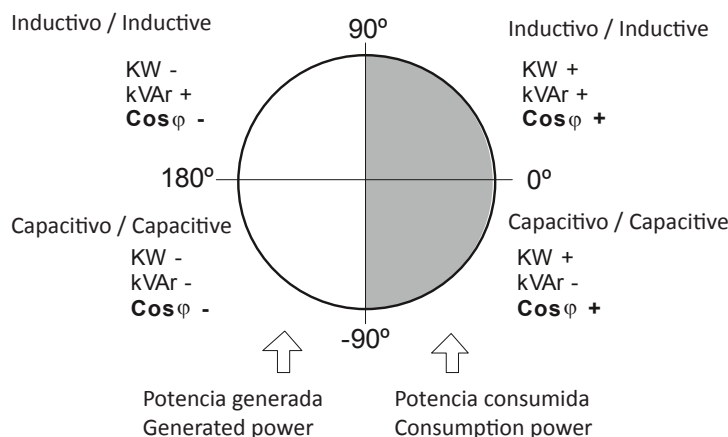 Inductivo / Inductive
KW -
kVAr +
Cosφ -
90º
Inductivo / Inductive
KW +
kVAr +
Cosφ +
180º
0º
Capacitivo / Capacitive
KW -
kVAr -
Cosφ -
Capacitivo / Capacitive
KW +
kVAr -
Cosφ +
-90º
Potencia generada
Generated power
Potencia consumida
Consumption power